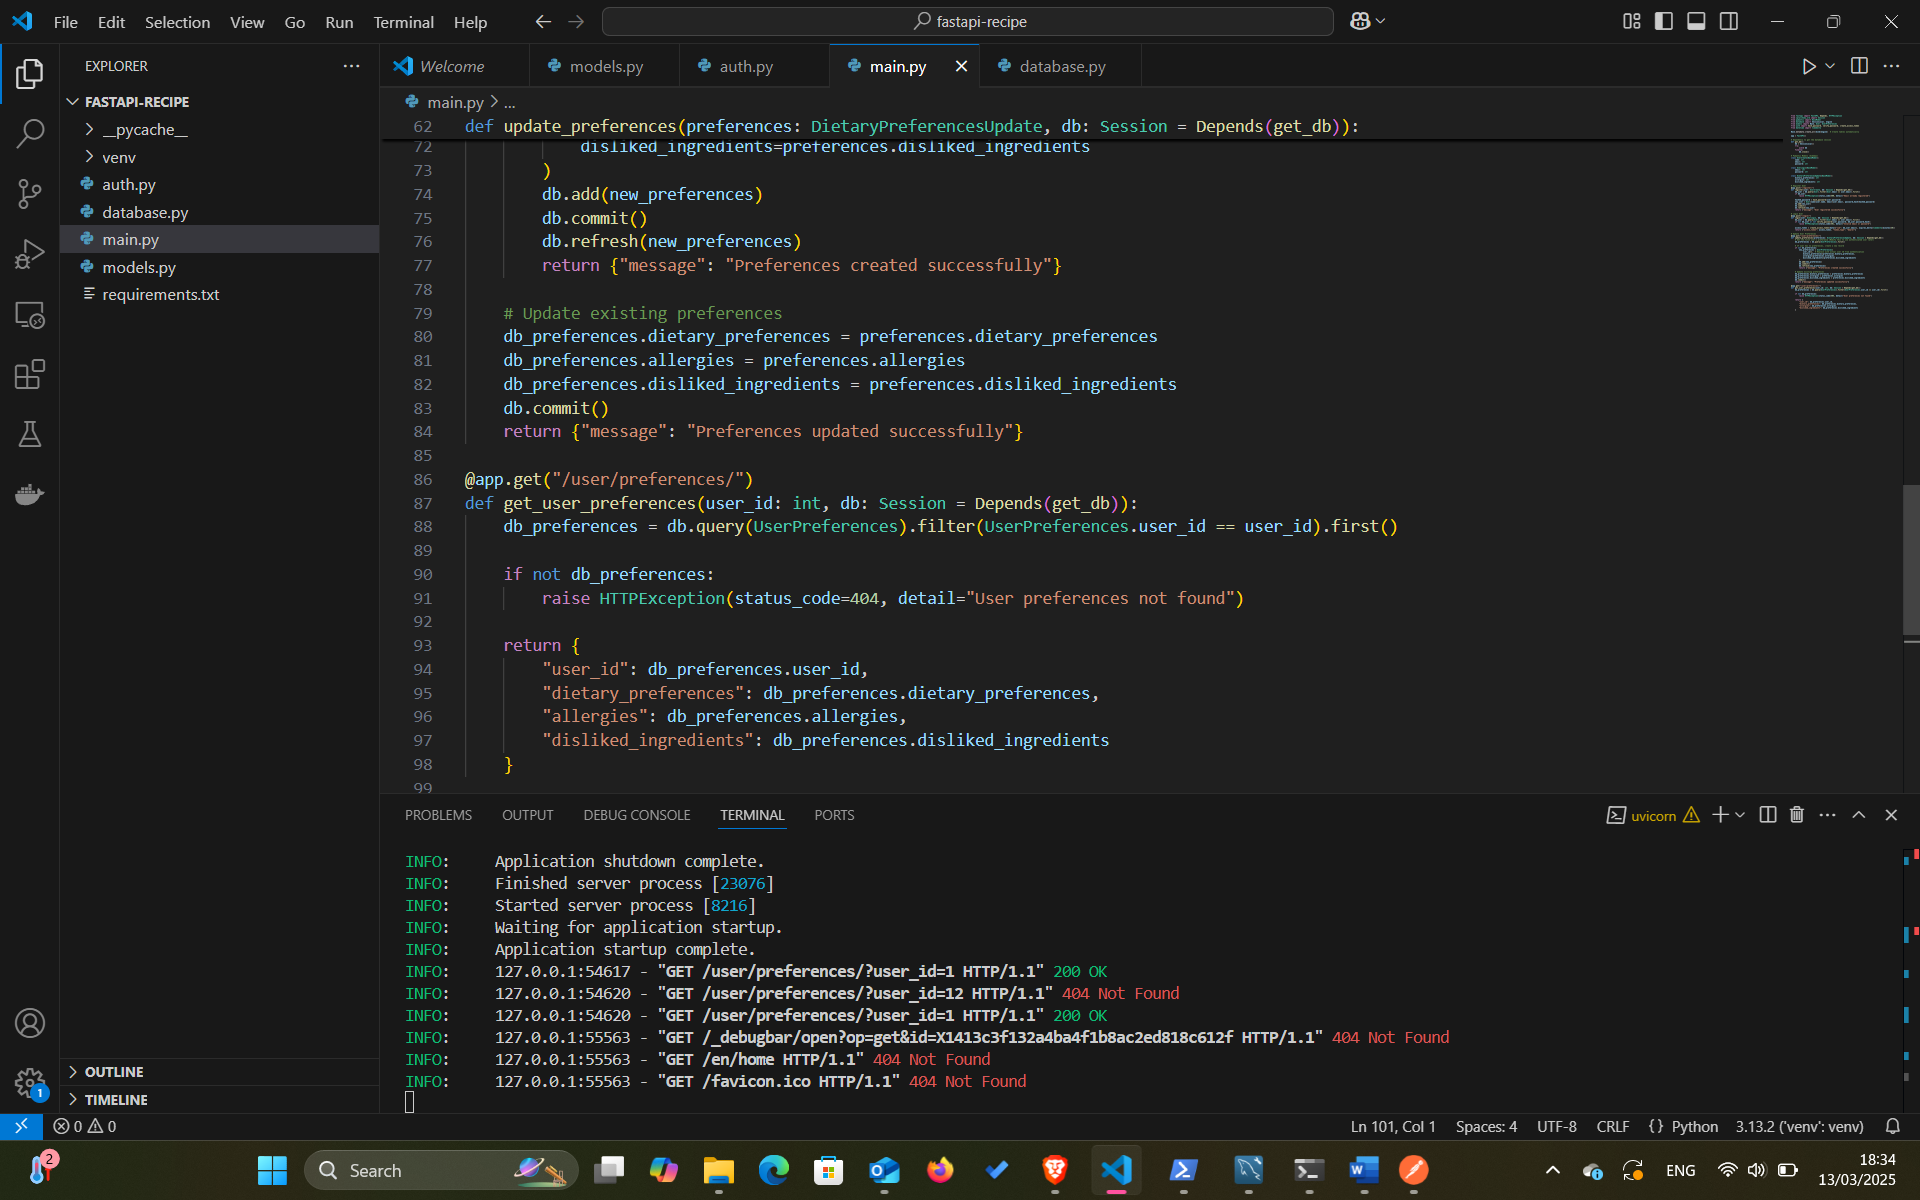 File Edit Selection View Go Run Terminal Help
fastapi-recipe
EXPLORER
FASTAPI-RECIPE
__pycache__
venv
auth.py
database.py
main.py
models.py
requirements.txt
OUTLINE
TIMELINE
Welcome models.py auth.py main.py database.py
main.py > ...
62 def update_preferences(preferences: DietaryPreferencesUpdate, db: Session = Depends(get_db)):
72 disliked_ingredients=preferences.disliked_ingredients
73 )
74 db.add(new_preferences)
75 db.commit()
76 db.refresh(new_preferences)
77 return {"message": "Preferences created successfully"}
78
79 # Update existing preferences
80 db_preferences.dietary_preferences = preferences.dietary_preferences
81 db_preferences.allergies = preferences.allergies
82 db_preferences.disliked_ingredients = preferences.disliked_ingredients
83 db.commit()
84 return {"message": "Preferences updated successfully"}
85
86 @app.get("/user/preferences/")
87 def get_user_preferences(user_id: int, db: Session = Depends(get_db)):
88 db_preferences = db.query(UserPreferences).filter(UserPreferences.user_id == user_id).first()
89
90 if not db_preferences:
91 raise HTTPException(status_code=404, detail="User preferences not found")
92
93 return {
94 "user_id": db_preferences.user_id,
95 "dietary_preferences": db_preferences.dietary_preferences,
96 "allergies": db_preferences.allergies,
97 "disliked_ingredients": db_preferences.disliked_ingredients
98 }
99
PROBLEMS OUTPUT DEBUG CONSOLE TERMINAL PORTS
uvicorn
INFO: Application shutdown complete.
INFO: Finished server process [23076]
INFO: Started server process [8216]
INFO: Waiting for application startup.
INFO: Application startup complete.
INFO: 127.0.0.1:54617 - "GET /user/preferences/?user_id=1 HTTP/1.1" 200 OK
INFO: 127.0.0.1:54620 - "GET /user/preferences/?user_id=12 HTTP/1.1" 404 Not Found
INFO: 127.0.0.1:54620 - "GET /user/preferences/?user_id=1 HTTP/1.1" 200 OK
INFO: 127.0.0.1:55563 - "GET /_debugbar/open?op=get&id=X1413c3f132a4ba4f1b8ac2ed818c612f HTTP/1.1" 404 Not Found
INFO: 127.0.0.1:55563 - "GET /en/home HTTP/1.1" 404 Not Found
INFO: 127.0.0.1:55563 - "GET /favicon.ico HTTP/1.1" 404 Not Found
1
0 0
Ln 101, Col 1 Spaces: 4 UTF-8 CRLF {} Python 3.13.2 ('venv': venv)
2
Search
ENG
18:34
13/03/2025